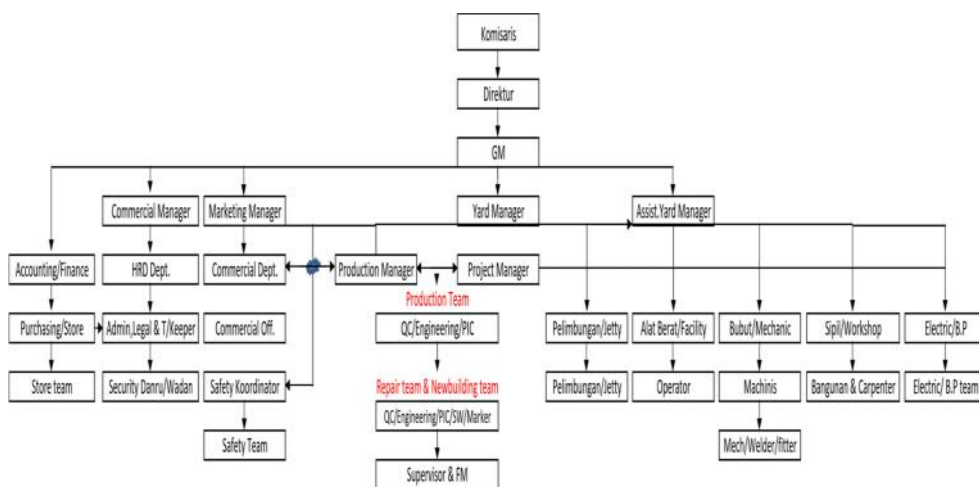 Komisaris
Direktur
GM
Commercial Manager
Marketing Manager
Yard Manager
Assist.Yard Manager
Accounting/Finance
HRD Dept.
Commercial Dept.
Production Manager
Project Manager
Production Team
Purchasing/Store
Admin,Legal & T/Keeper
Commercial Off.
QC/Engineering/PIC
Pelimbungan/Jetty
Alat Berat/Facility
Bubut/Mechanic
Sipil/Workshop
Electric/B.P
Store team
Security Danru/Wadan
Safety Koordinator
Repair team & Newbuilding team
Pelimbungan/Jetty
Operator
Machinis
Bangunan & Carpenter
Electric/ B.P team
QC/Engineering/PIC/SW/Marker
Safety Team
Mech/Welder/fitter
Supervisor & FM